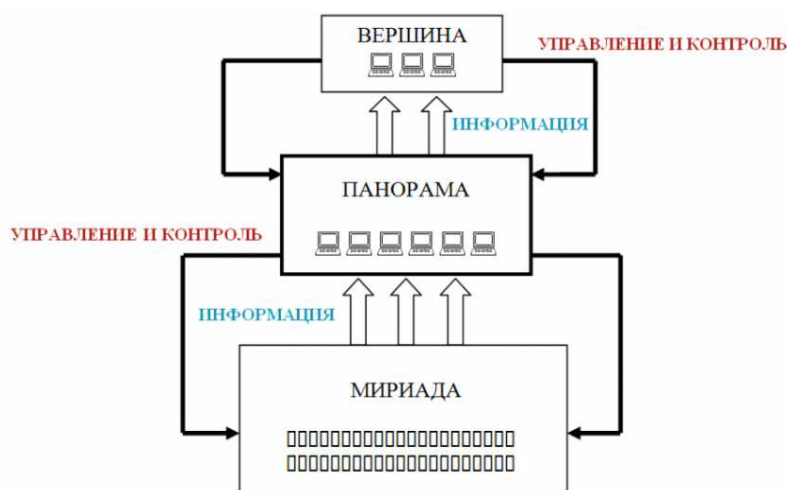 ВЕРШИНА
УПРАВЛЕНИЕ И КОНТРОЛЬ
ИНФОРМАЦИЯ
ПАНОРАМА
УПРАВЛЕНИЕ И КОНТРОЛЬ
ИНФОРМАЦИЯ
МИРИАДА